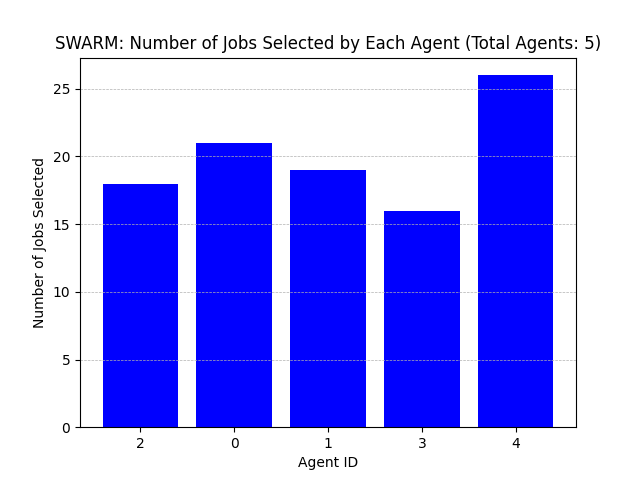 SWARM: Number of Jobs Selected by Each Agent (Total Agents: 5)
Number of Jobs Selected
25
20
15
10
5
0
2 0 1 3 4
Agent ID